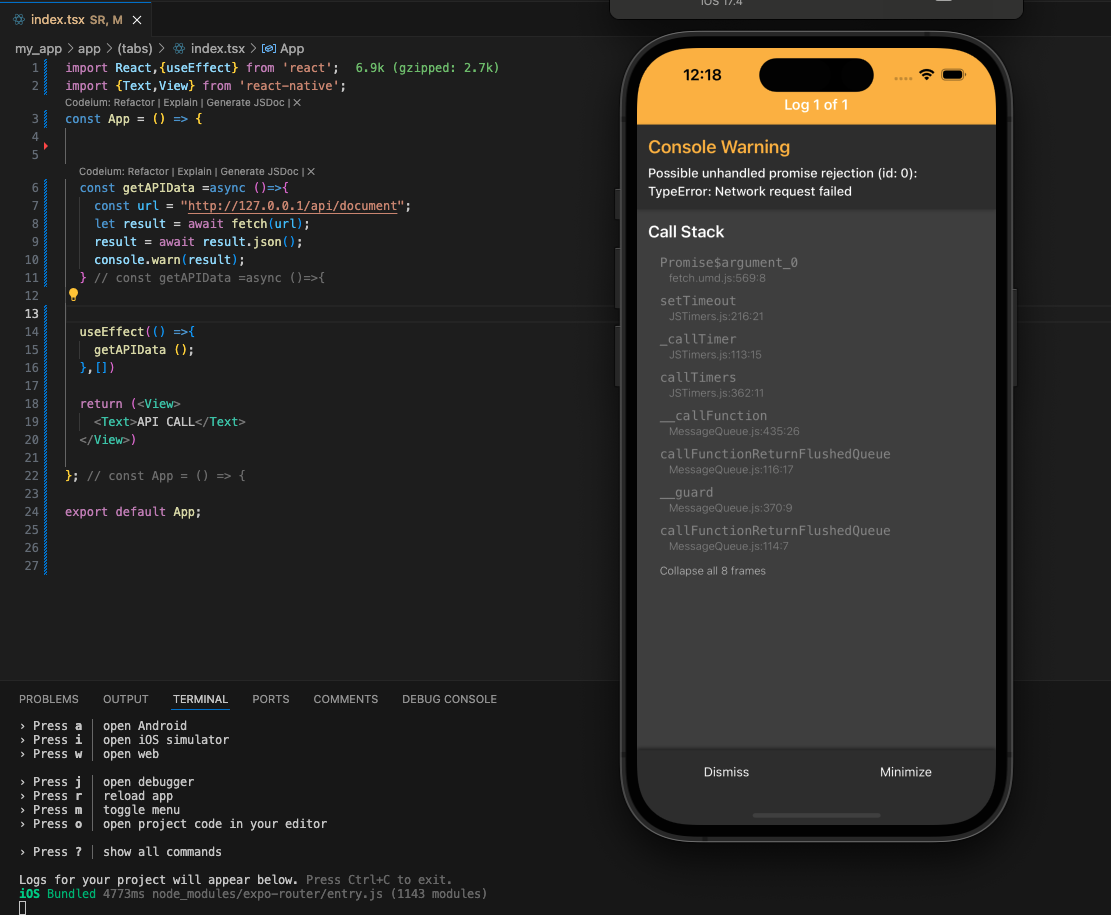 index.tsx SR, M
my_app > app > (tabs) > index.tsx > App
1 import React,{useEffect} from 'react'; 6.9k (gzipped: 2.7k)
2 import {Text,View} from 'react-native';
Codeium: Refactor | Explain | Generate JSDoc | X
3 const App = () => {
4
5
Codeium: Refactor | Explain | Generate JSDoc | X
6 const getAPIData =async ()=>{
7 const url = "http://127.0.0.1/api/document";
8 let result = await fetch(url);
9 result = await result.json();
10 console.warn(result);
11 } // const getAPIData =async ()=>{
12
13
14 useEffect(() =>{
15 getAPIData ();
16 },[])
17
18 return (<View>
19 <Text>API CALL</Text>
20 </View>)
21
22 }; // const App = () => {
23
24 export default App;
25
26
27
PROBLEMS OUTPUT TERMINAL PORTS COMMENTS DEBUG CONSOLE
› Press a | open Android
› Press i | open iOS simulator
› Press w | open web
› Press j | open debugger
› Press r | reload app
› Press m | toggle menu
› Press o | open project code in your editor
› Press ? | show all commands
Logs for your project will appear below. Press Ctrl+C to exit.
iOS Bundled 4773ms node_modules/expo-router/entry.js (1143 modules)
iOS 17.4
12:18
Log 1 of 1
Console Warning
Possible unhandled promise rejection (id: 0):
TypeError: Network request failed
Call Stack
Promise$argument_0
fetch.umd.js:569:8
setTimeout
JSTimers.js:216:21
_callTimer
JSTimers.js:113:15
callTimers
JSTimers.js:362:11
__callFunction
MessageQueue.js:435:26
callFunctionReturnFlushedQueue
MessageQueue.js:116:17
__guard
MessageQueue.js:370:9
callFunctionReturnFlushedQueue
MessageQueue.js:114:7
Collapse all 8 frames
Dismiss Minimize